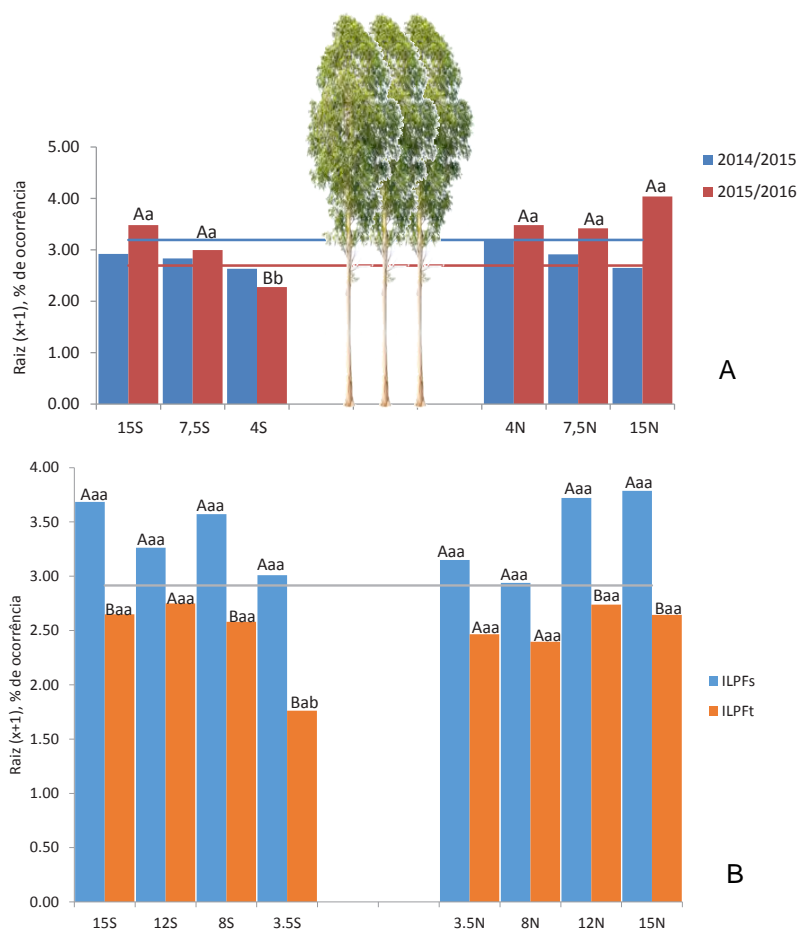 5.00
4.00
3.00
2.00
1.00
0.00
Raiz (x+1), % de ocorrência
Aa
Aa
Bb
Aa
Aa
Aa
15S
7,5S
4S
4N
7,5N
15N
2014/2015
2015/2016
A
4.00
3.50
3.00
2.50
2.00
1.50
1.00
0.50
0.00
Raiz (x+1), % de ocorrência
Aaa
Baa
Aaa
Aaa
Aaa
Baa
Aaa
Bab
Aaa
Aaa
Aaa
Aaa
Aaa
Baa
Aaa
Baa
15S
12S
8S
3.5S
3.5N
8N
12N
15N
ILPFs
ILPFt
B